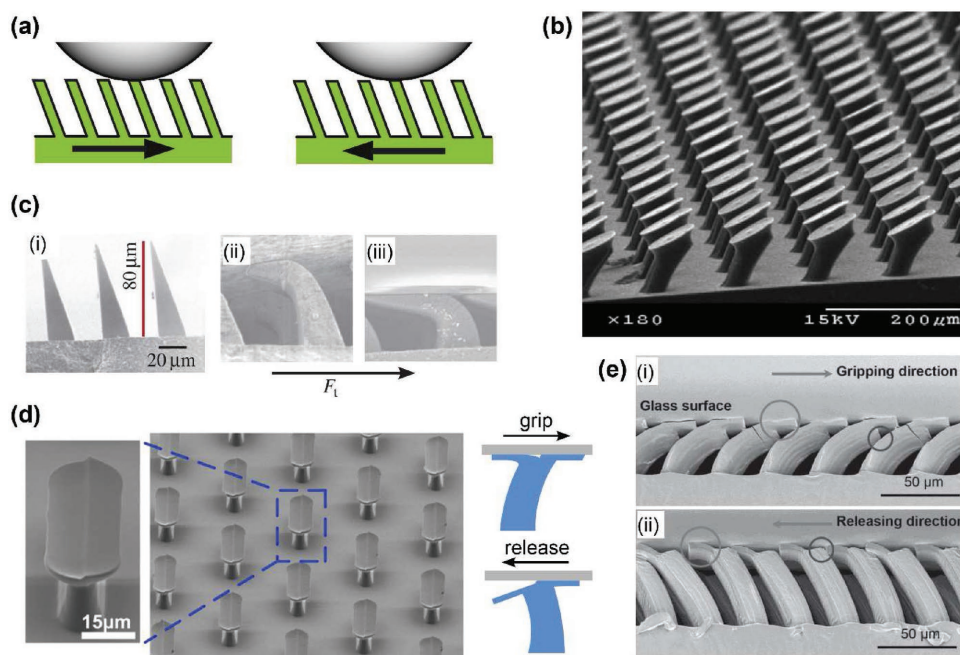 (a)
(b)
×180 15kV 200µm
(c)
(i)
80 µm
20 µm
(ii)
(iii)
Ft
(d)
15µm
grip
release
(e)
(i)
Gripping direction
Glass surface
50 µm
(ii)
Releasing direction
50 µm